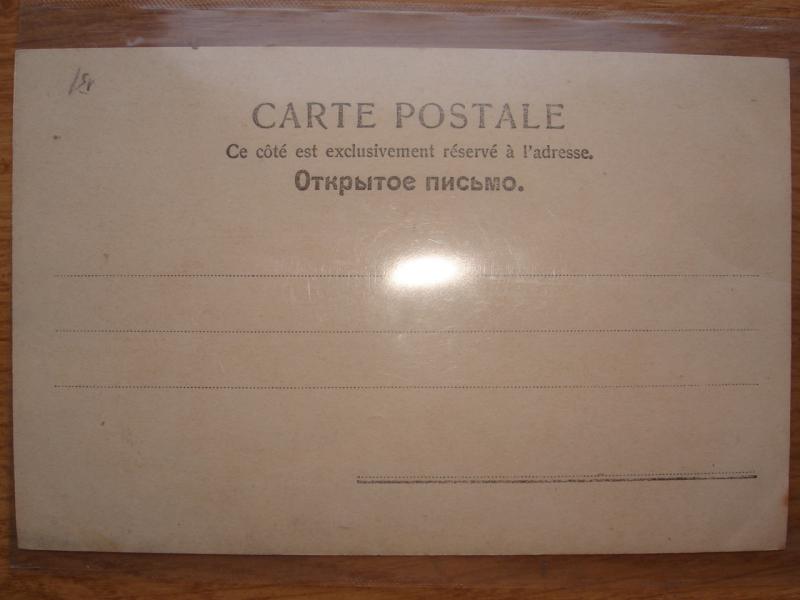 CARTE POSTALE
Ce côté est exclusivement réservé à l'adresse.
Открытое письмо.